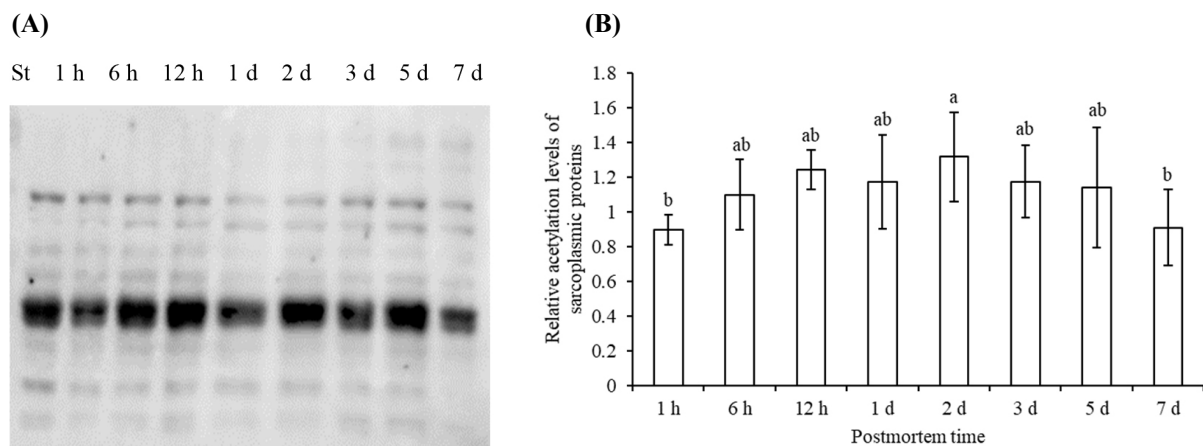 (A)
St 1 h 6 h 12 h 1 d 2 d 3 d 5 d 7 d
(B)
Relative acetylation levels of
sarcoplasmic proteins
1.8
1.6
1.4
1.2
1
0.8
0.6
0.4
0.2
0
b ab ab ab a ab ab b
1 h 6 h 12 h 1 d 2 d 3 d 5 d 7 d
Postmortem time